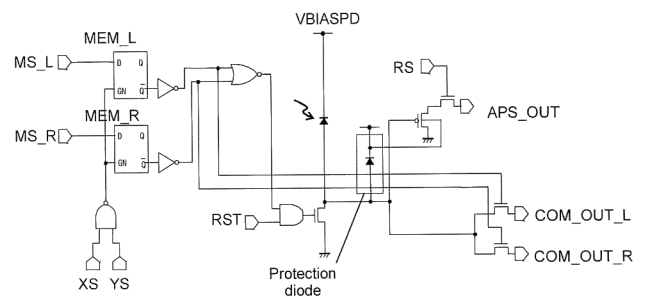 VBIASPD
MEM_L
MS_L
D Q
GN Q
RS
APS_OUT
MEM_R
MS_R
D Q
GN Q
RST
COM_OUT_L
COM_OUT_R
XS YS
Protection
diode